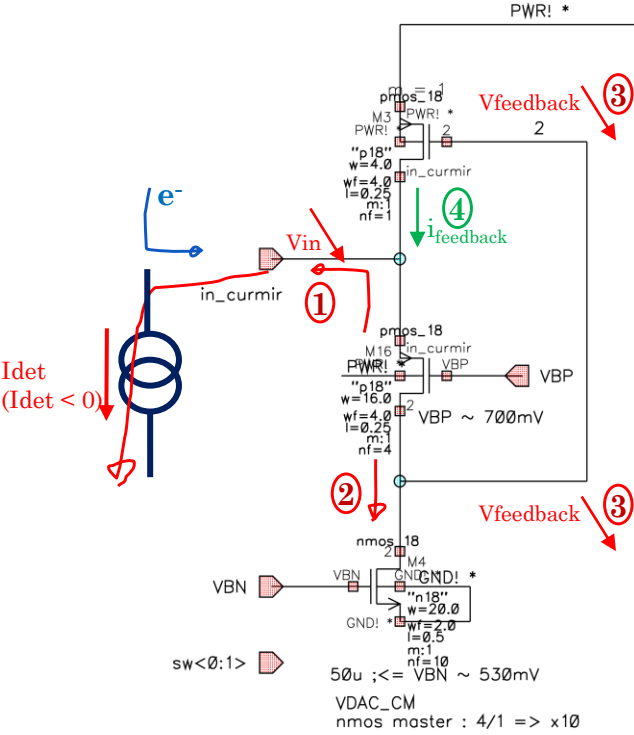 PWR! *
m = 1
pmos_18
M3
PWR! *
PWR!
2
2
"p18"
w=4.0
wf=4.0
l=0.25
m:1
nf=1
in_curmir
Vfeedback
3
e-
Vin
4
ifeedback
in_curmir
1
Idet
(Idet < 0)
pmos_18
in_curmir
M16
PWR! *
VBP
VBP
"p18"
w=16.0
wf=4.0
l=0.25
m:1
nf=4
2
VBP ~ 700mV
2
Vfeedback
3
nmos_18
2
M4
VBN
VBN
GND! *
GND! *
"n18"
w=20.0
wf=2.0
l=0.5
m:1
nf=10
sw<0:1>
50u ;<= VBN ~ 530mV
VDAC_CM
nmos master : 4/1 => x10